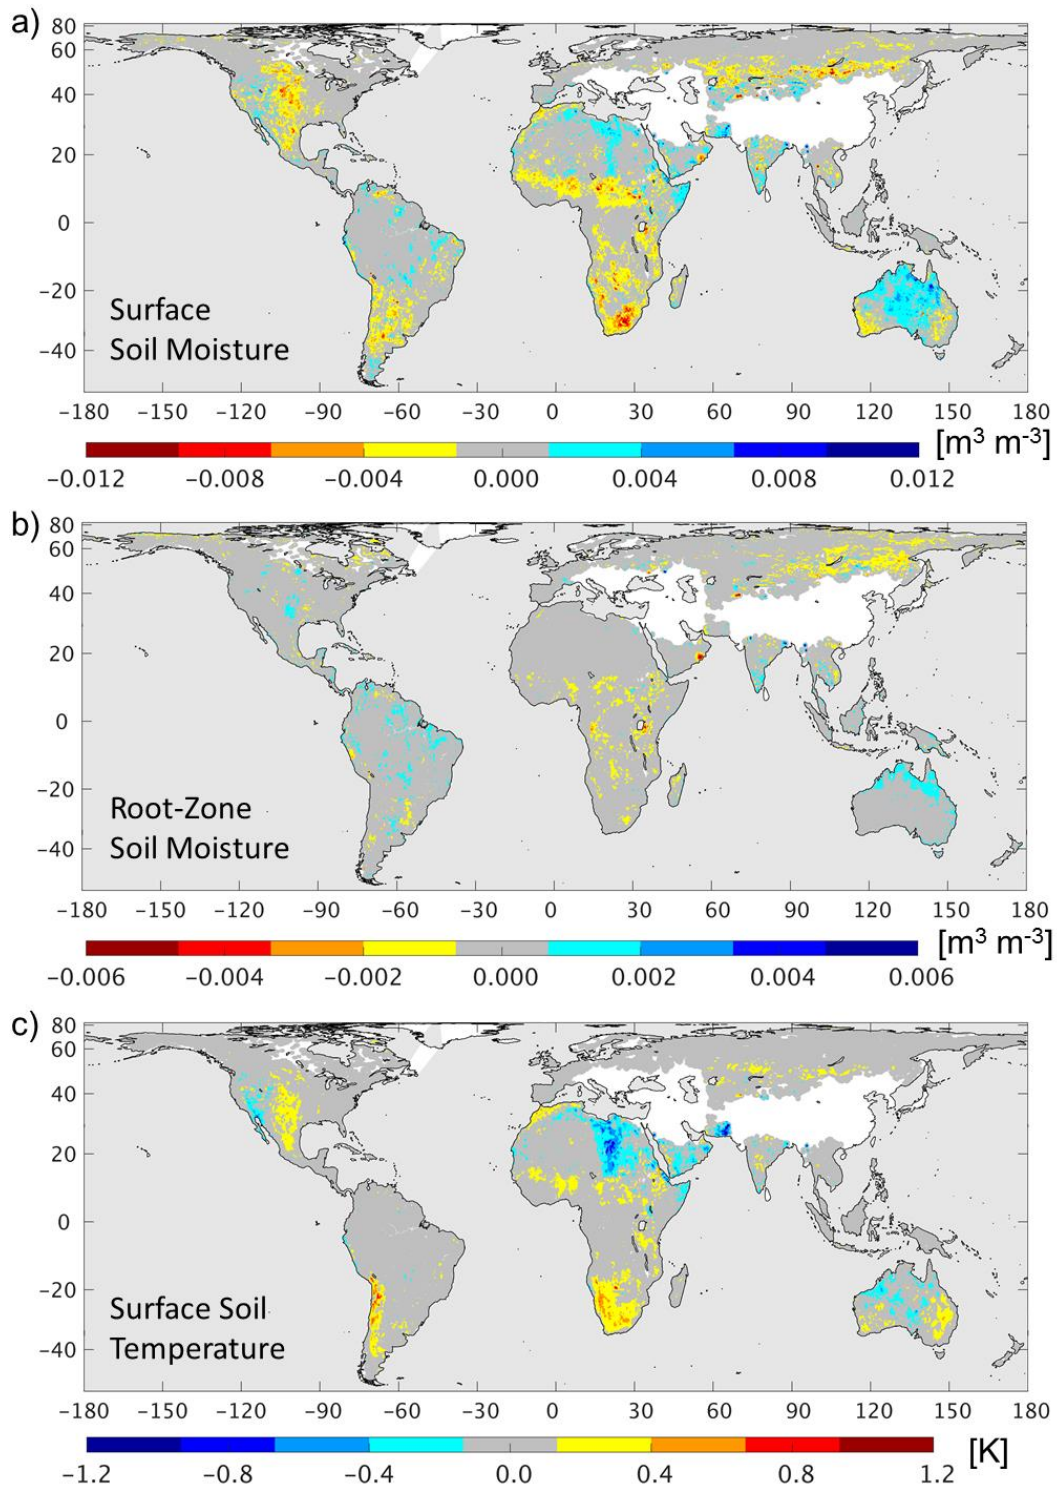 a)
80
60
40
20
0
−20
−40
Surface
Soil Moisture
−180 −150 −120 −90 −60 −30 0 30 60 90 120 150 180
[m³ m⁻³]
−0.012 −0.008 −0.004 0.000 0.004 0.008 0.012
b)
80
60
40
20
0
−20
−40
Root-Zone
Soil Moisture
−180 −150 −120 −90 −60 −30 0 30 60 90 120 150 180
[m³ m⁻³]
−0.006 −0.004 −0.002 0.000 0.002 0.004 0.006
c)
80
60
40
20
0
−20
−40
Surface Soil
Temperature
−180 −150 −120 −90 −60 −30 0 30 60 90 120 150 180
[K]
−1.2 −0.8 −0.4 0.0 0.4 0.8 1.2